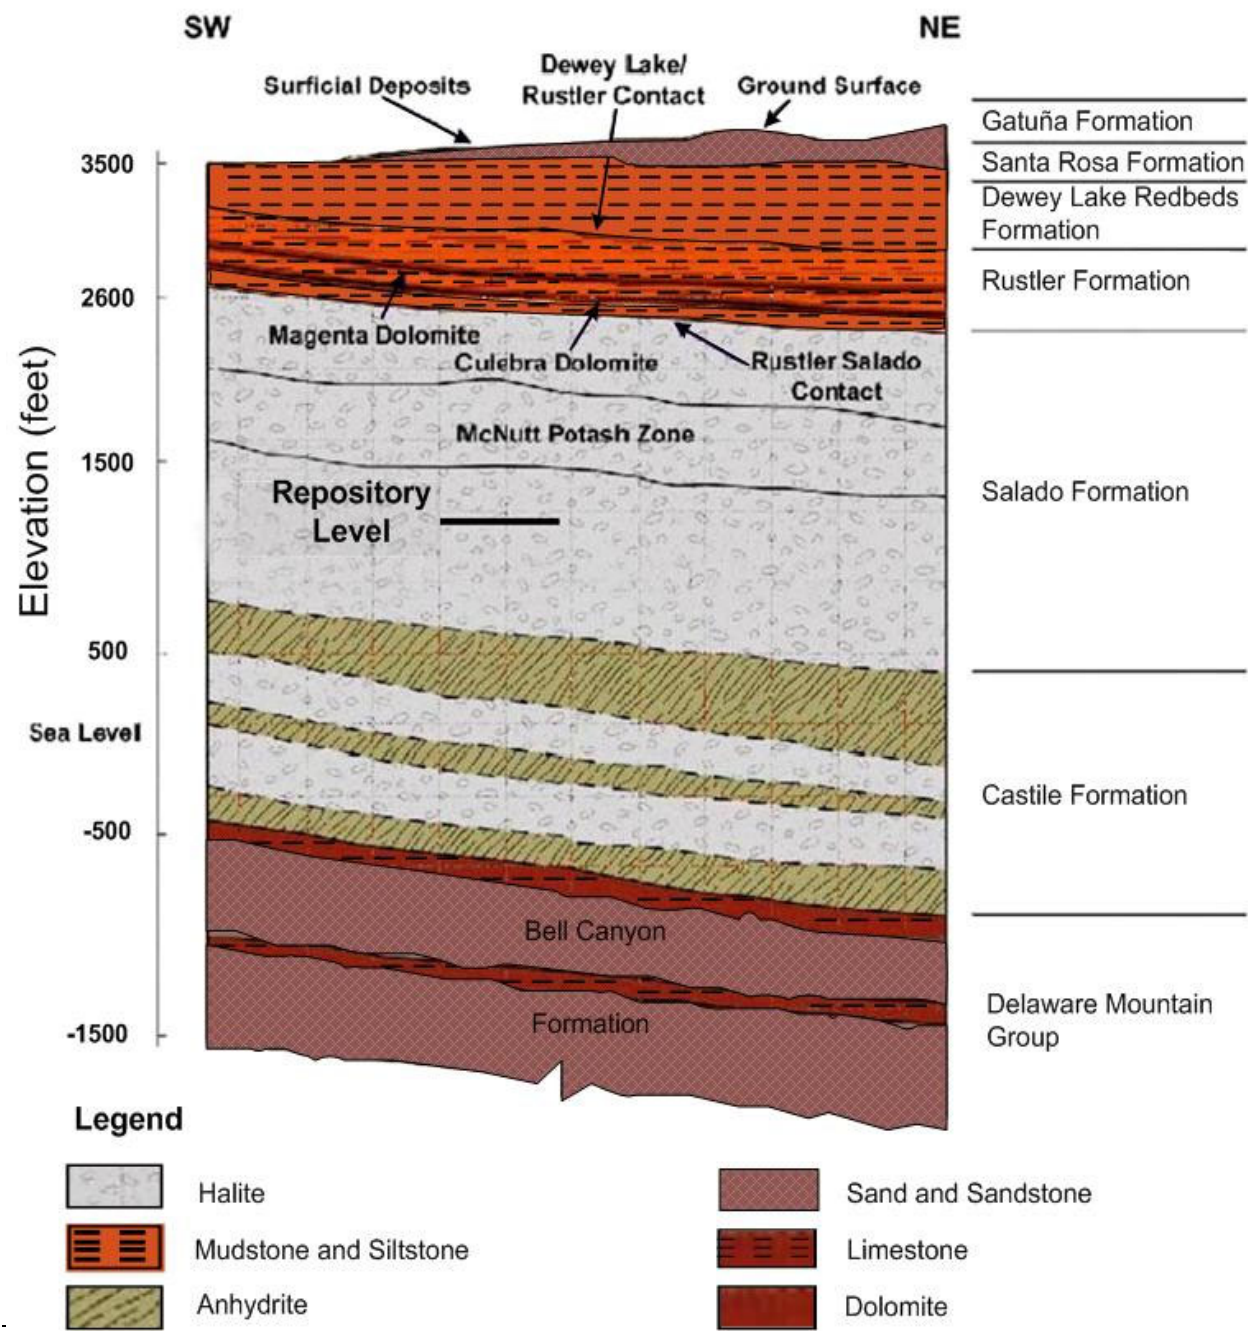 SW
NE
Surficial Deposits
Dewey Lake/
Rustler Contact
Ground Surface
Gatuña Formation
Santa Rosa Formation
Dewey Lake Redbeds
Formation
Rustler Formation
Salado Formation
Castile Formation
Delaware Mountain
Group
Elevation (feet)
3500
2600
1500
500
Sea Level
-500
-1500
Magenta Dolomite
Culebra Dolomite
Rustler Salado
Contact
McNutt Potash Zone
Repository
Level
Bell Canyon
Formation
Legend
Halite
Mudstone and Siltstone
Anhydrite
Sand and Sandstone
Limestone
Dolomite